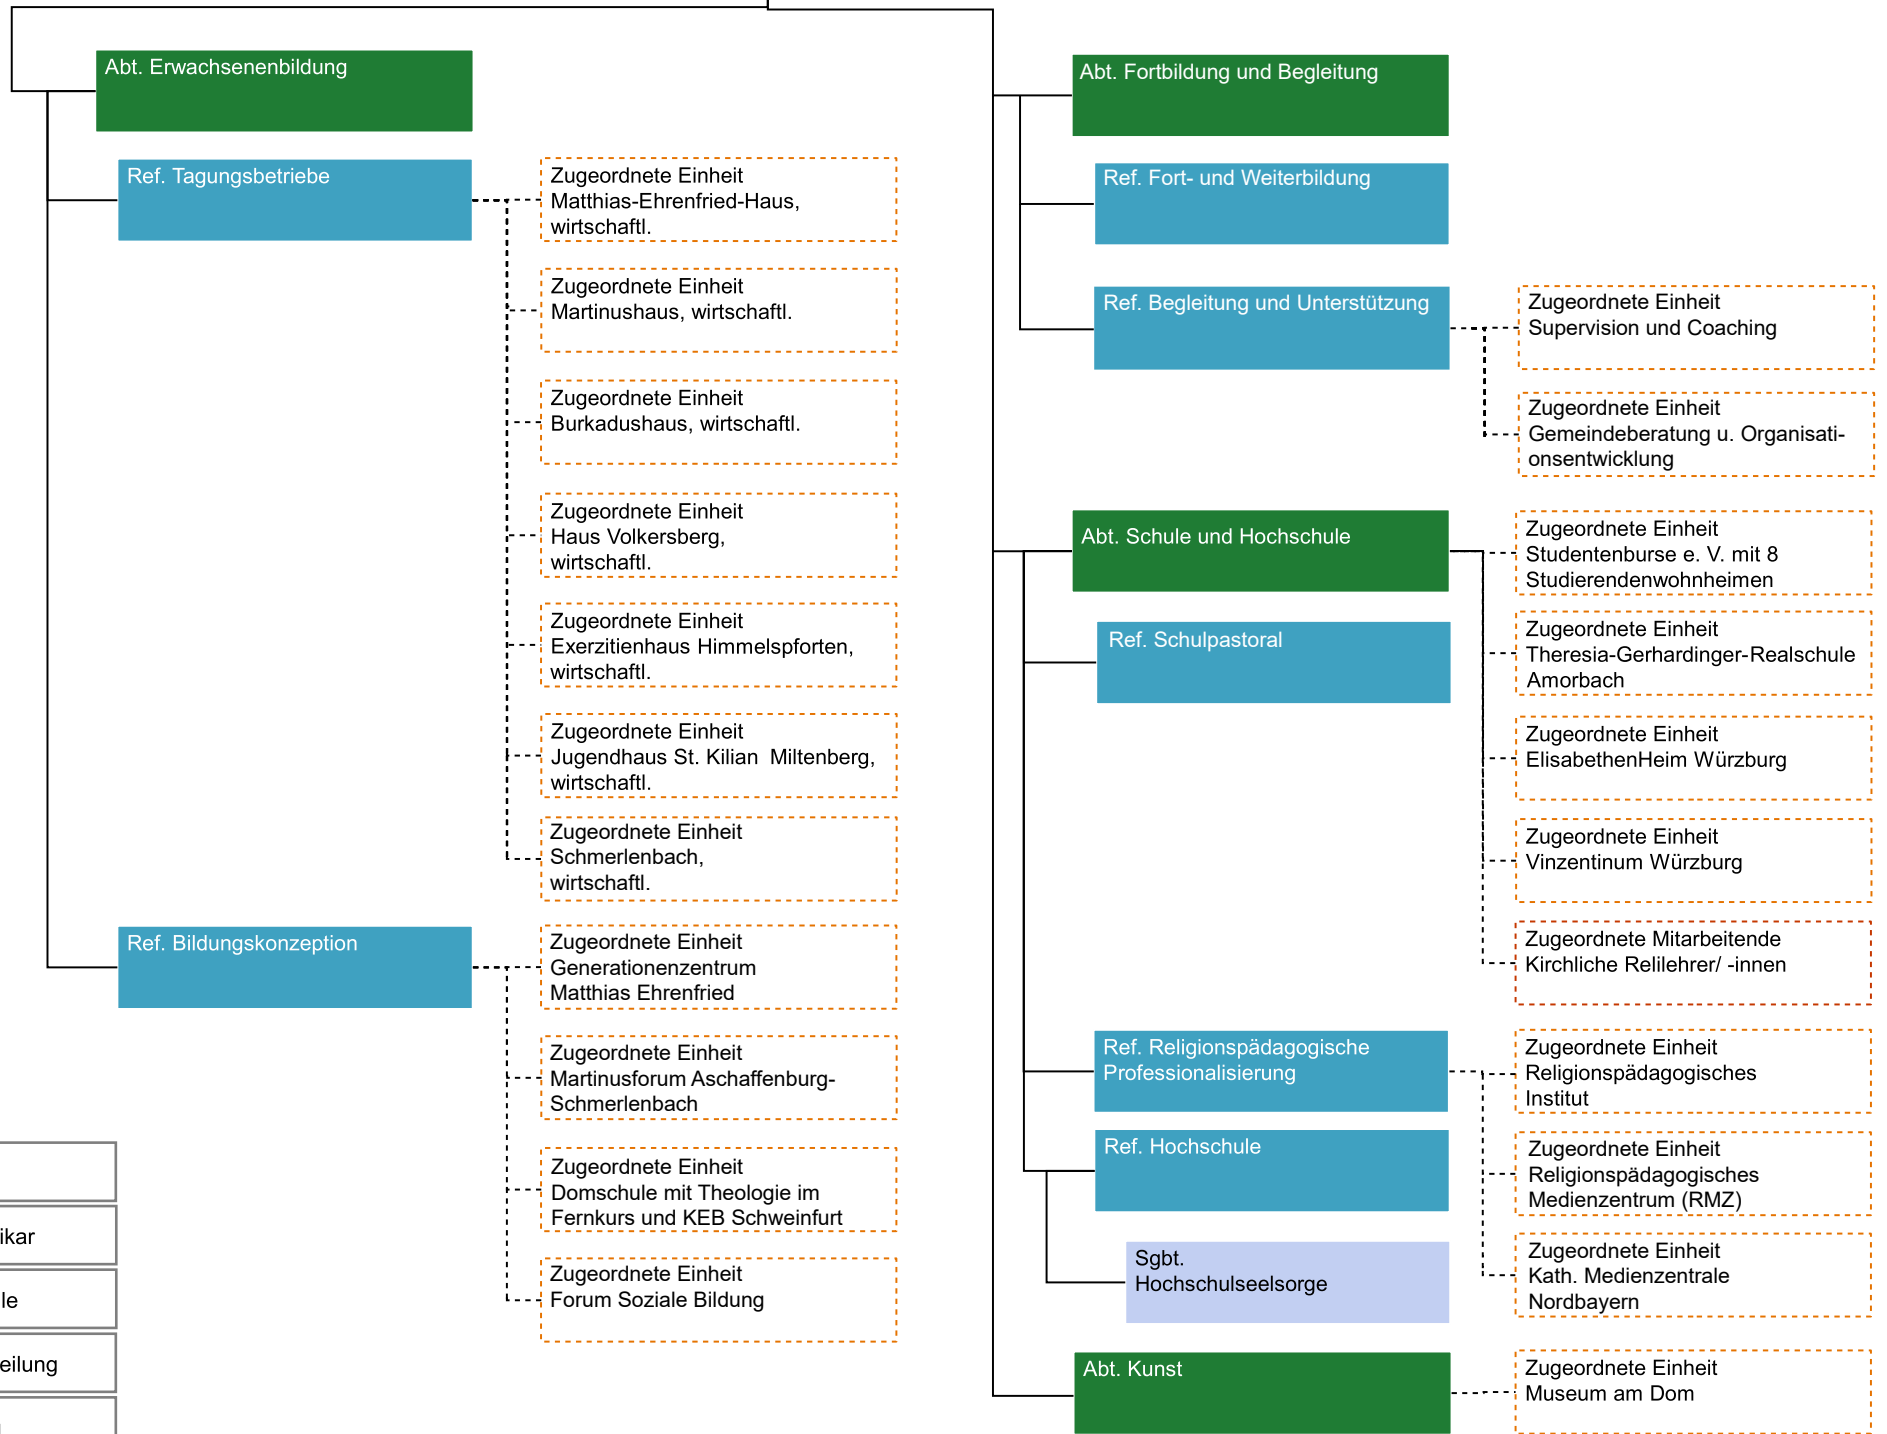 Abt. Erwachsenenbildung
Ref. Tagungsbetriebe
Zugeordnete Einheit
Matthias-Ehrenfried-Haus,
wirtschaftl.
Zugeordnete Einheit
Martinushaus, wirtschaftl.
Zugeordnete Einheit
Burkadushaus, wirtschaftl.
Zugeordnete Einheit
Haus Volkersberg,
wirtschaftl.
Zugeordnete Einheit
Exerzitienhaus Himmelspforten,
wirtschaftl.
Zugeordnete Einheit
Jugendhaus St. Kilian  Miltenberg,
wirtschaftl.
Zugeordnete Einheit
Schmerlenbach,
wirtschaftl.
Ref. Bildungskonzeption
Zugeordnete Einheit
Generationenzentrum
Matthias Ehrenfried
Zugeordnete Einheit
Martinusforum Aschaffenburg-
Schmerlenbach
Zugeordnete Einheit
Domschule mit Theologie im
Fernkurs und KEB Schweinfurt
Zugeordnete Einheit
Forum Soziale Bildung
ikar
le
eilung
Abt. Fortbildung und Begleitung
Ref. Fort- und Weiterbildung
Ref. Begleitung und Unterstützung
Zugeordnete Einheit
Supervision und Coaching
Zugeordnete Einheit
Gemeindeberatung u. Organisati-
onsentwicklung
Abt. Schule und Hochschule
Zugeordnete Einheit
Studentenburse e. V. mit 8
Studierendenwohnheimen
Ref. Schulpastoral
Zugeordnete Einheit
Theresia-Gerhardinger-Realschule
Amorbach
Zugeordnete Einheit
ElisabethenHeim Würzburg
Zugeordnete Einheit
Vinzentinum Würzburg
Zugeordnete Mitarbeitende
Kirchliche Relilehrer/ -innen
Ref. Religionspädagogische
Professionalisierung
Zugeordnete Einheit
Religionspädagogisches
Institut
Ref. Hochschule
Zugeordnete Einheit
Religionspädagogisches
Medienzentrum (RMZ)
Sgbt.
Hochschulseelsorge
Zugeordnete Einheit
Kath. Medienzentrale
Nordbayern
Abt. Kunst
Zugeordnete Einheit
Museum am Dom